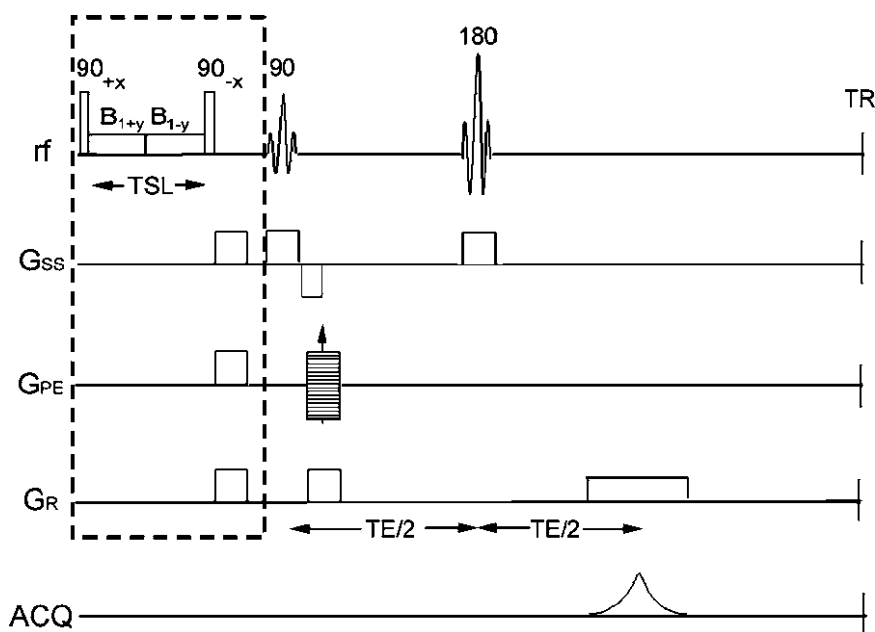 180
90+x 90-x 90
TR
B1+y B1-y
rf
TSL
GSS
GPE
GR
TE/2 TE/2
ACQ